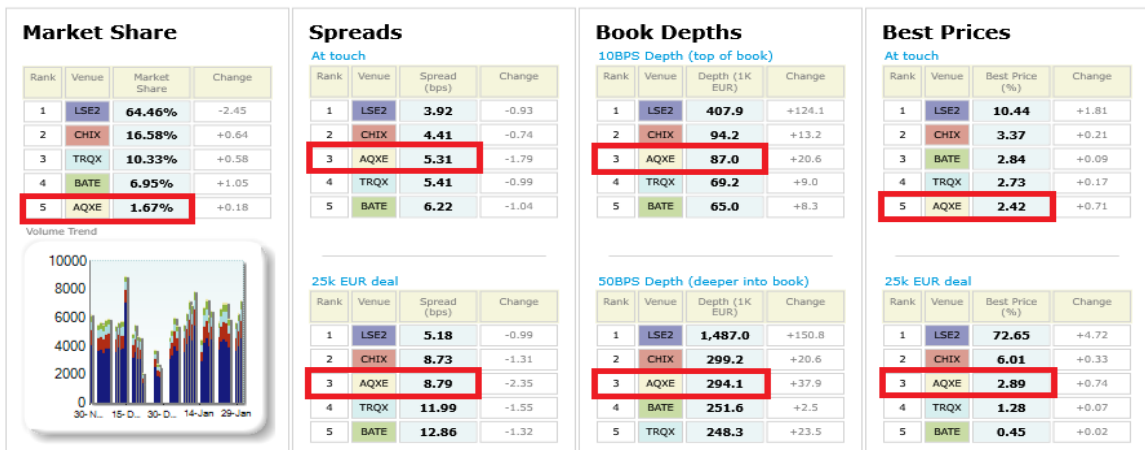 Market Share
Rank Venue Market Share Change
1 LSE2 64.46% -2.45
2 CHIX 16.58% +0.64
3 TRQX 10.33% +0.58
4 BATE 6.95% +1.05
5 AQXE 1.67% +0.18
Volume Trend
10000
8000
6000
4000
2000
0
30- N... 15- D... 30- D... 14-Jan 29-Jan
Spreads
At touch
Rank Venue Spread (bps) Change
1 LSE2 3.92 -0.93
2 CHIX 4.41 -0.74
3 AQXE 5.31 -1.79
4 TRQX 5.41 -0.99
5 BATE 6.22 -1.04
25k EUR deal
Rank Venue Spread (bps) Change
1 LSE2 5.18 -0.99
2 CHIX 8.73 -1.31
3 AQXE 8.79 -2.35
4 TRQX 11.99 -1.55
5 BATE 12.86 -1.32
Book Depths
10BPS Depth (top of book)
Rank Venue Depth (1K EUR) Change
1 LSE2 407.9 +124.1
2 CHIX 94.2 +13.2
3 AQXE 87.0 +20.6
4 TRQX 69.2 +9.0
5 BATE 65.0 +8.3
50BPS Depth (deeper into book)
Rank Venue Depth (1K EUR) Change
1 LSE2 1,487.0 +150.8
2 CHIX 299.2 +20.6
3 AQXE 294.1 +37.9
4 BATE 251.6 +2.5
5 TRQX 248.3 +23.5
Best Prices
At touch
Rank Venue Best Price (%) Change
1 LSE2 10.44 +1.81
2 CHIX 3.37 +0.21
3 BATE 2.84 +0.09
4 TRQX 2.73 +0.17
5 AQXE 2.42 +0.71
25k EUR deal
Rank Venue Best Price (%) Change
1 LSE2 72.65 +4.72
2 CHIX 6.01 +0.33
3 AQXE 2.89 +0.74
4 TRQX 1.28 +0.07
5 BATE 0.45 +0.02